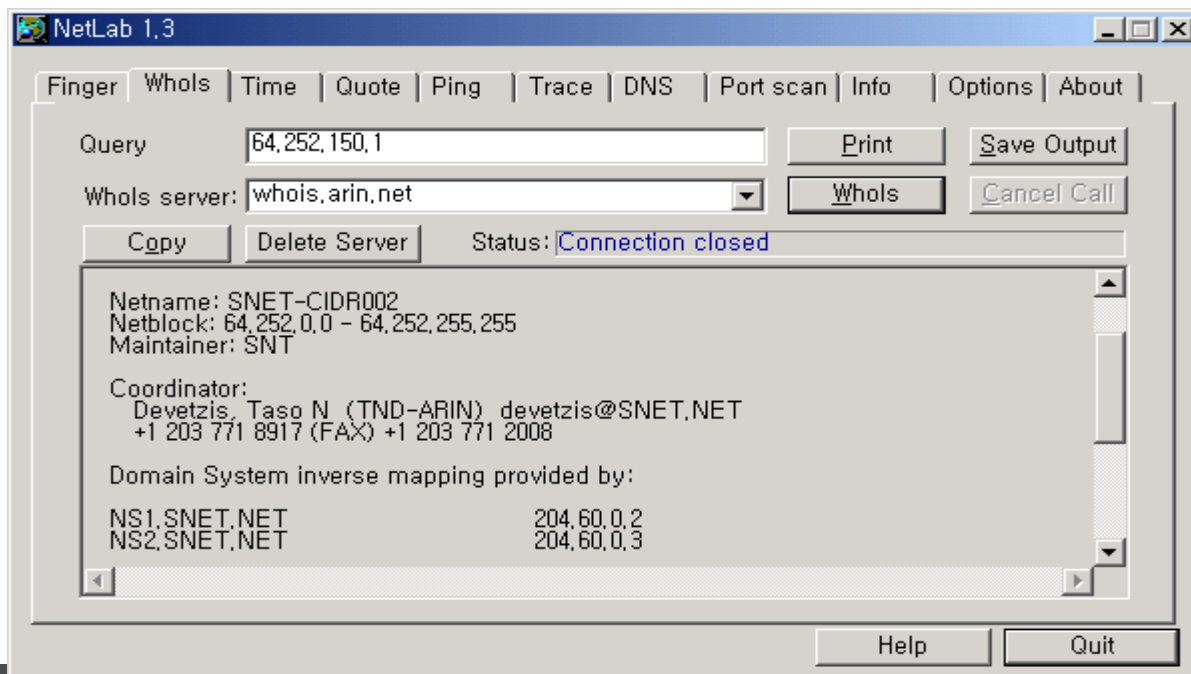 NetLab 1.3
Finger WhoIs Time Quote Ping Trace DNS Port scan Info Options About
Query 64.252.150.1 Print Save Output
WhoIs server: whois.arin.net WhoIs Cancel Call
Copy Delete Server Status: Connection closed
Netname: SNET-CIDR002
Netblock: 64.252.0.0 - 64.252.255.255
Maintainer: SNT
Coordinator:
Devetzis, Taso N (TND-ARIN) devetzis@SNET.NET
+1 203 771 8917 (FAX) +1 203 771 2008
Domain System inverse mapping provided by:
NS1.SNET.NET 204.60.0.2
NS2.SNET.NET 204.60.0.3
Help Quit